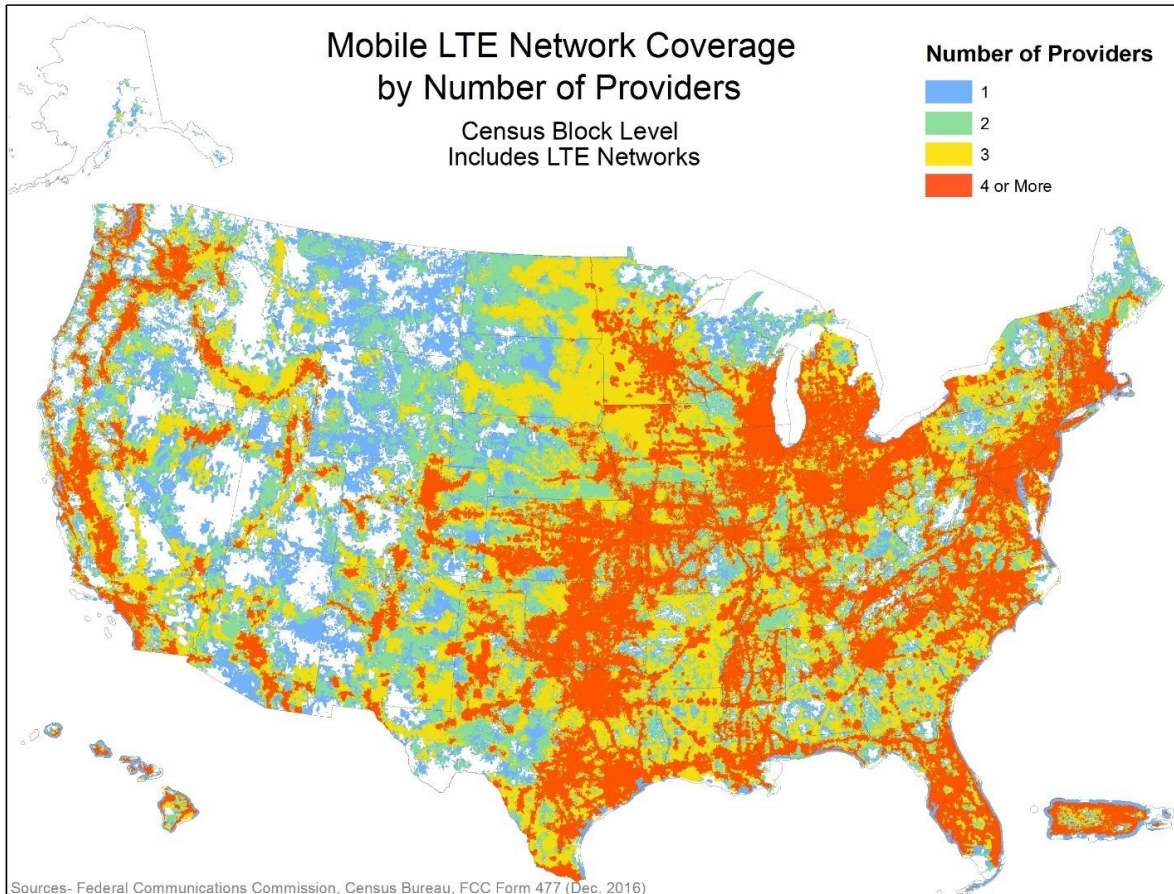 Mobile LTE Network Coverage
by Number of Providers
Census Block Level
Includes LTE Networks
Number of Providers
1
2
3
4 or More
Sources- Federal Communications Commission, Census Bureau, FCC Form 477 (Dec. 2016)